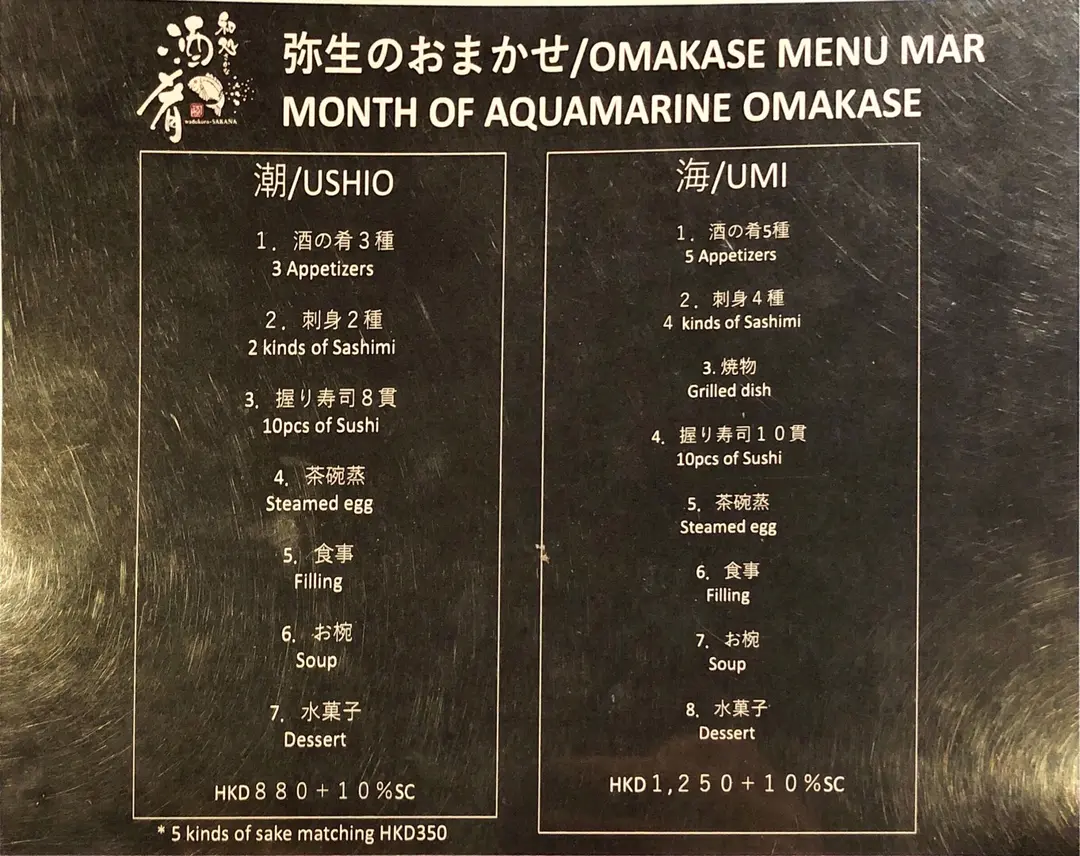 和処さかな
酒肴
wadokoro-SAKANA
弥生のおまかせ/OMAKASE MENU MAR
MONTH OF AQUAMARINE OMAKASE
潮/USHIO
1．酒の肴３種
3 Appetizers
２．刺身２種
2 kinds of Sashimi
3．握り寿司８貫
10pcs of Sushi
4．茶碗蒸
Steamed egg
5．食事
Filling
6．お椀
Soup
7．水菓子
Dessert
HKD８８０＋１０％SC
* 5 kinds of sake matching HKD350
海/UMI
1．酒の肴5種
5 Appetizers
２．刺身４種
4 kinds of Sashimi
3. 焼物
Grilled dish
4．握り寿司１０貫
10pcs of Sushi
5．茶碗蒸
Steamed egg
6．食事
Filling
7．お椀
Soup
8．水菓子
Dessert
HKD１,２５０＋１０％SC